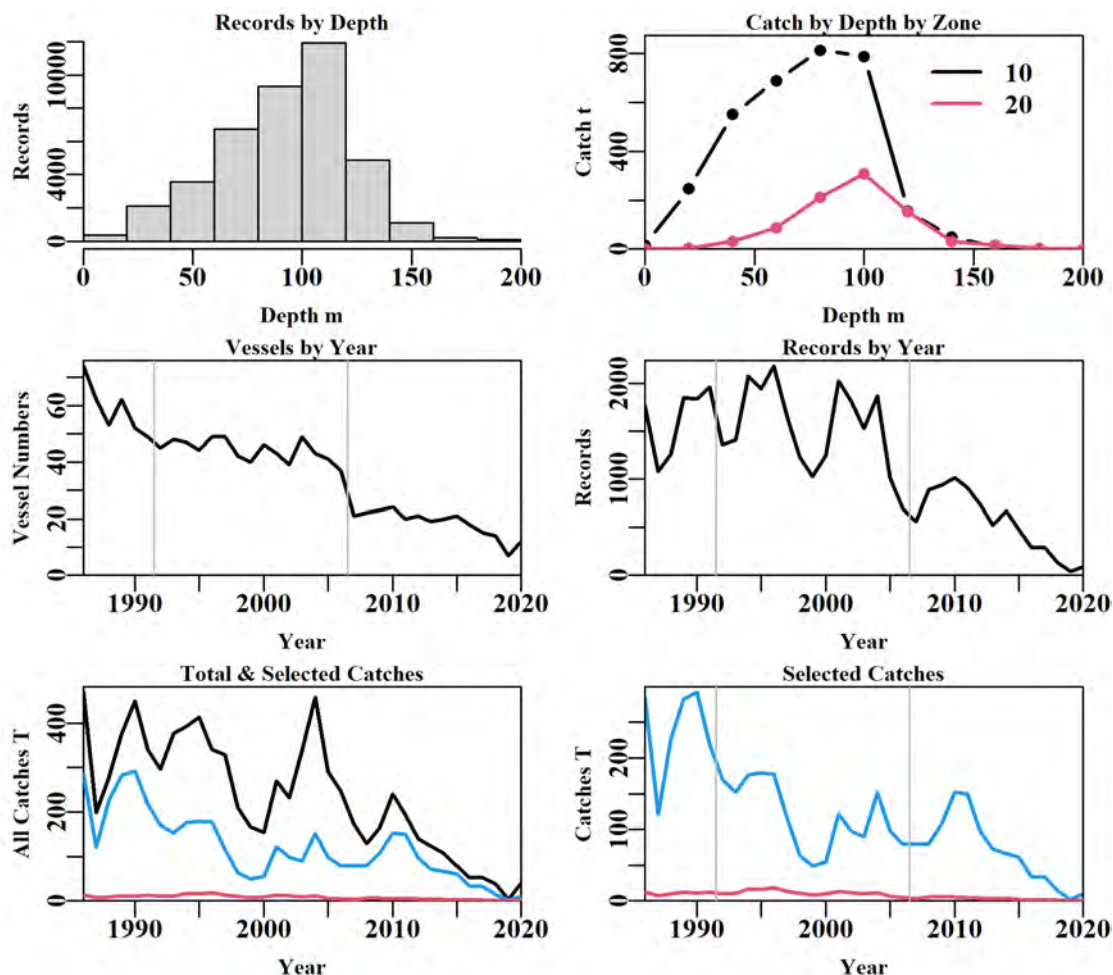 Records by Depth
Records
0 4000 10000
0 50 100 150 200
Depth m
Catch by Depth by Zone
Catch t
0 400 800
10
20
0 50 100 150 200
Depth m
Vessels by Year
Vessel Numbers
0 20 40 60
1990 2000 2010 2020
Year
Records by Year
Records
0 1000 2000
1990 2000 2010 2020
Year
Total & Selected Catches
All Catches T
0 200 400
1990 2000 2010 2020
Year
Selected Catches
Catches T
0 100 200
1990 2000 2010 2020
Year